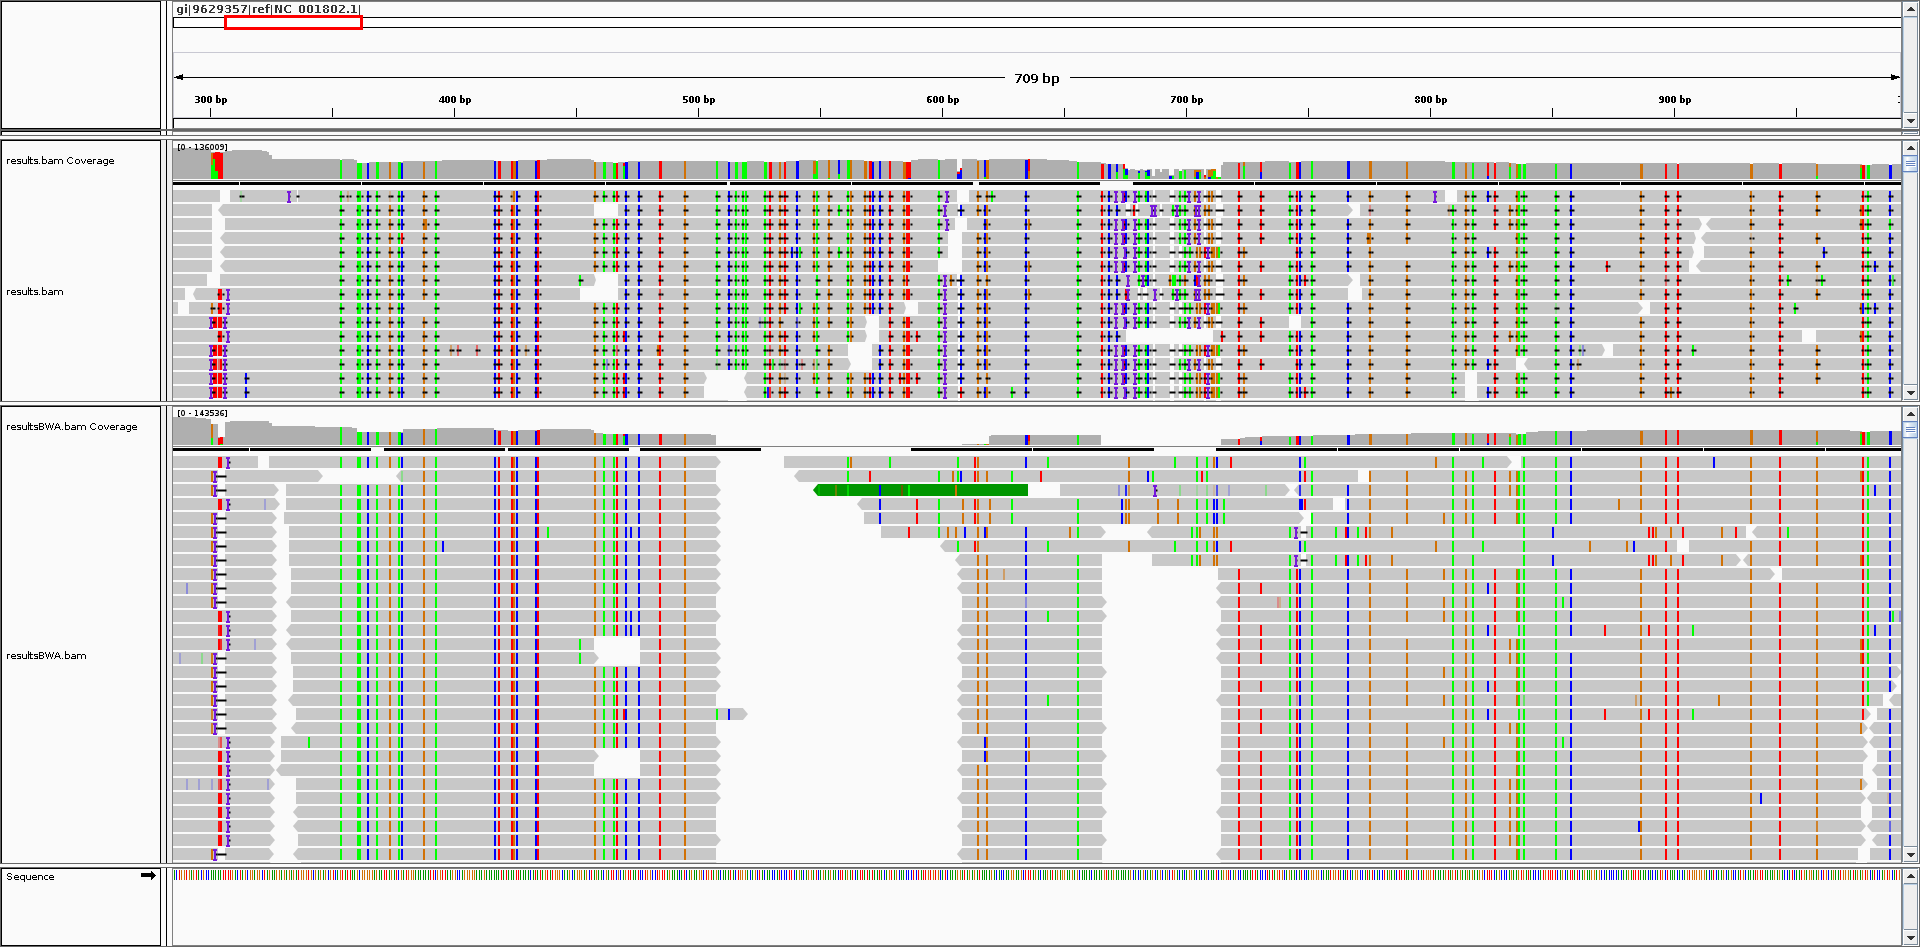 gi|9629357|ref|NC_001802.1|
709 bp
300 bp 400 bp 500 bp 600 bp 700 bp 800 bp 900 bp
results.bam Coverage
[0 - 136009]
results.bam
resultsBWA.bam Coverage
[0 - 143536]
resultsBWA.bam
Sequence